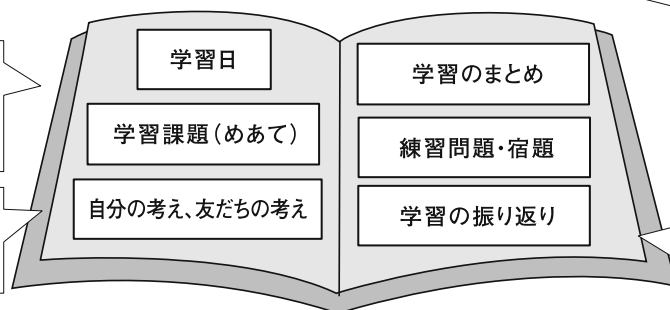 学習日
学習課題（めあて）
自分の考え、友だちの考え
学習のまとめ
練習問題・宿題
学習の振り返り